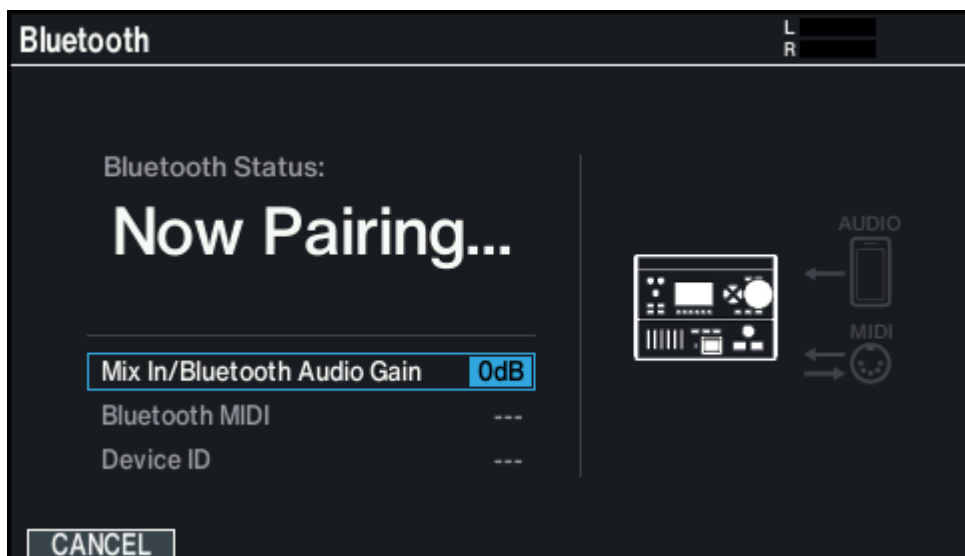 Bluetooth
L
R
Bluetooth Status:
Now Pairing...
AUDIO
MIDI
Mix In/Bluetooth Audio Gain 0dB
Bluetooth MIDI ---
Device ID ---
CANCEL